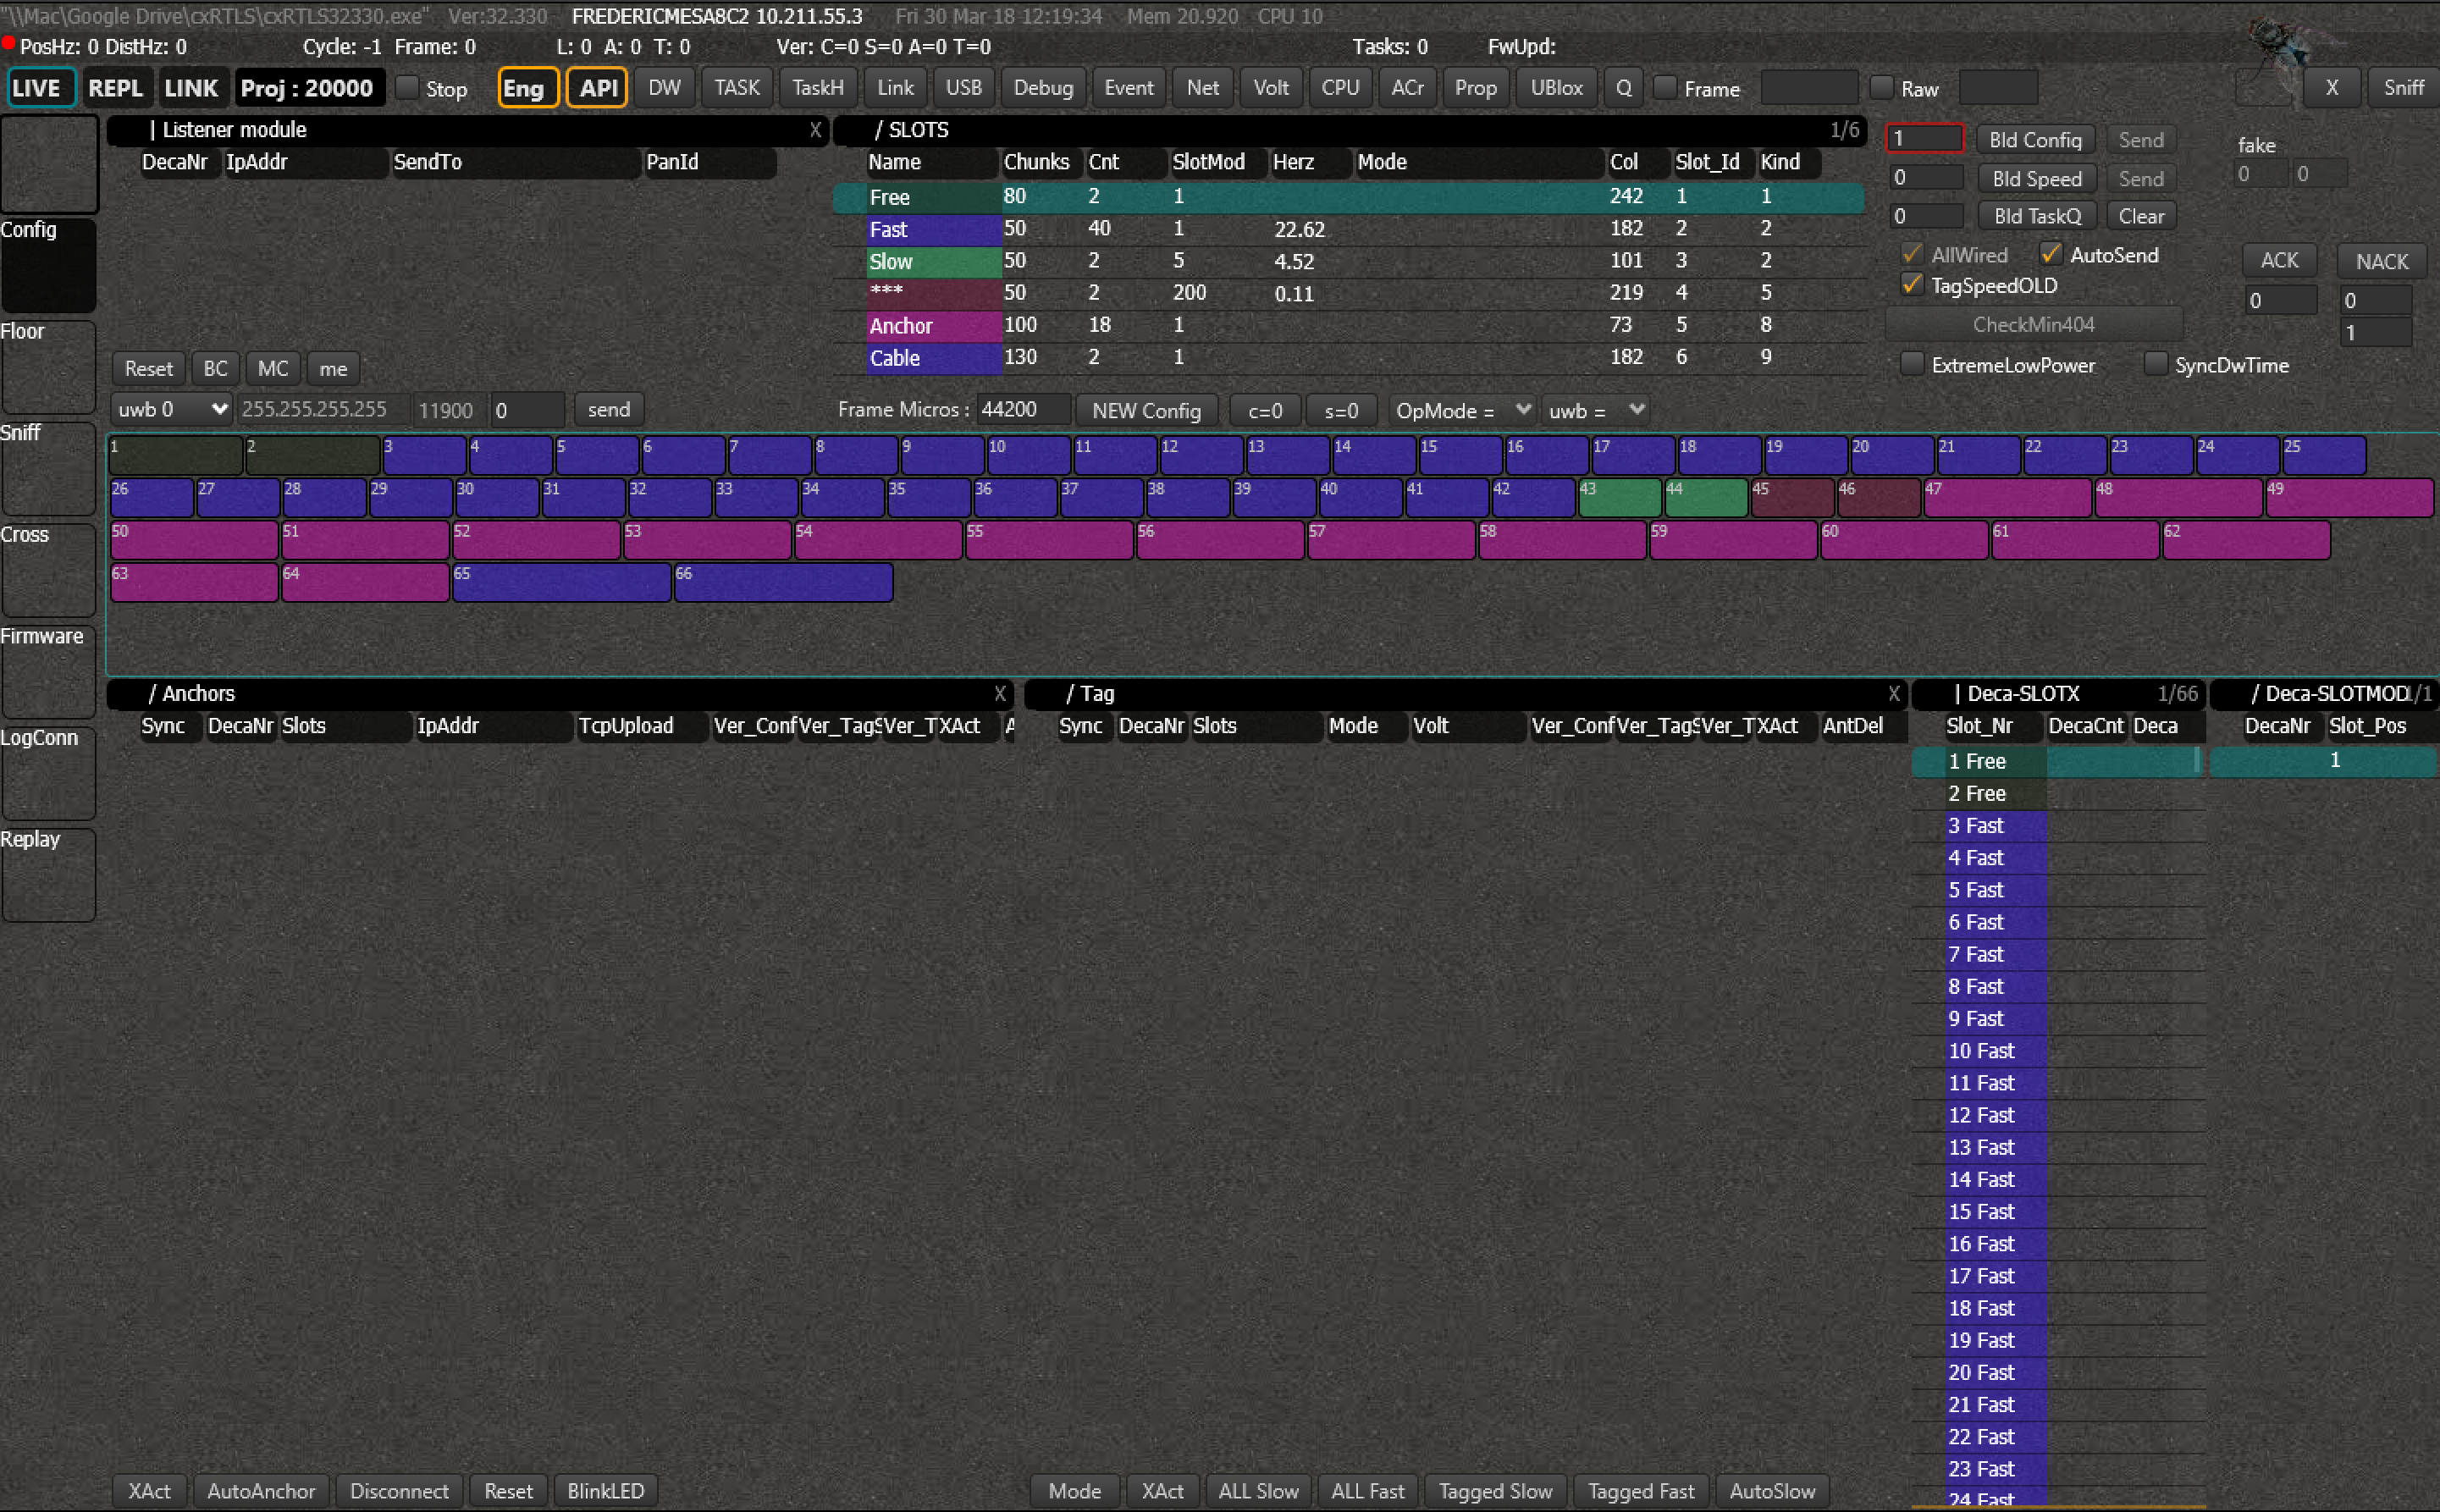 "\\Mac\Google Drive\cxRTLS\cxRTLS32330.exe" Ver:32.330 FREDERICMESA8C2 10.211.55.3 Fri 30 Mar 18 12:19:34 Mem 20.920 CPU 10
PosHz: 0 DistHz: 0 Cycle: -1 Frame: 0 L: 0 A: 0 T: 0 Ver: C=0 S=0 A=0 T=0 Tasks: 0 FwUpd:
LIVE REPL LINK Proj : 20000 Stop Eng API DW TASK TaskH Link USB Debug Event Net Volt CPU ACr Prop UBlox Q Frame Raw X Sniff
| Listener module X
DecaNr IpAddr SendTo PanId
Reset BC MC me
uwb 0 255.255.255.255 11900 0 send
/ SLOTS 1/6
Name Chunks Cnt SlotMod Herz Mode Col Slot_Id Kind
Free 80 2 1 242 1 1
Fast 50 40 1 22.62 182 2 2
Slow 50 2 5 4.52 101 3 2
*** 50 2 200 0.11 219 4 5
Anchor 100 18 1 73 5 8
Cable 130 2 1 182 6 9
Frame Micros : 44200 NEW Config c=0 s=0 OpMode = uwb =
1 Bld Config Send
0 Bld Speed Send
0 Bld TaskQ Clear
AllWired AutoSend
TagSpeedOLD
CheckMin404
ExtremeLowPower SyncDwTime
fake
0 0
ACK NACK
0 0
1
Config
Floor
Sniff
Cross
Firmware
LogConn
Replay
1 2 3 4 5 6 7 8 9 10 11 12 13 14 15 16 17 18 19 20 21 22 23 24 25
26 27 28 29 30 31 32 33 34 35 36 37 38 39 40 41 42 43 44 45 46 47 48 49
50 51 52 53 54 55 56 57 58 59 60 61 62
63 64 65 66
/ Anchors X
Sync DecaNr Slots IpAddr TcpUpload Ver_Conf Ver_TagS Ver_T XAct A
XAct AutoAnchor Disconnect Reset BlinkLED
/ Tag X
Sync DecaNr Slots Mode Volt Ver_Conf Ver_TagS Ver_T XAct AntDel
Mode XAct ALL Slow ALL Fast Tagged Slow Tagged Fast AutoSlow
| Deca-SLOTX 1/66
Slot_Nr DecaCnt Deca
1 Free
2 Free
3 Fast
4 Fast
5 Fast
6 Fast
7 Fast
8 Fast
9 Fast
10 Fast
11 Fast
12 Fast
13 Fast
14 Fast
15 Fast
16 Fast
17 Fast
18 Fast
19 Fast
20 Fast
21 Fast
22 Fast
23 Fast
24 Fast
/ Deca-SLOTMOD 1/1
DecaNr Slot_Pos
1